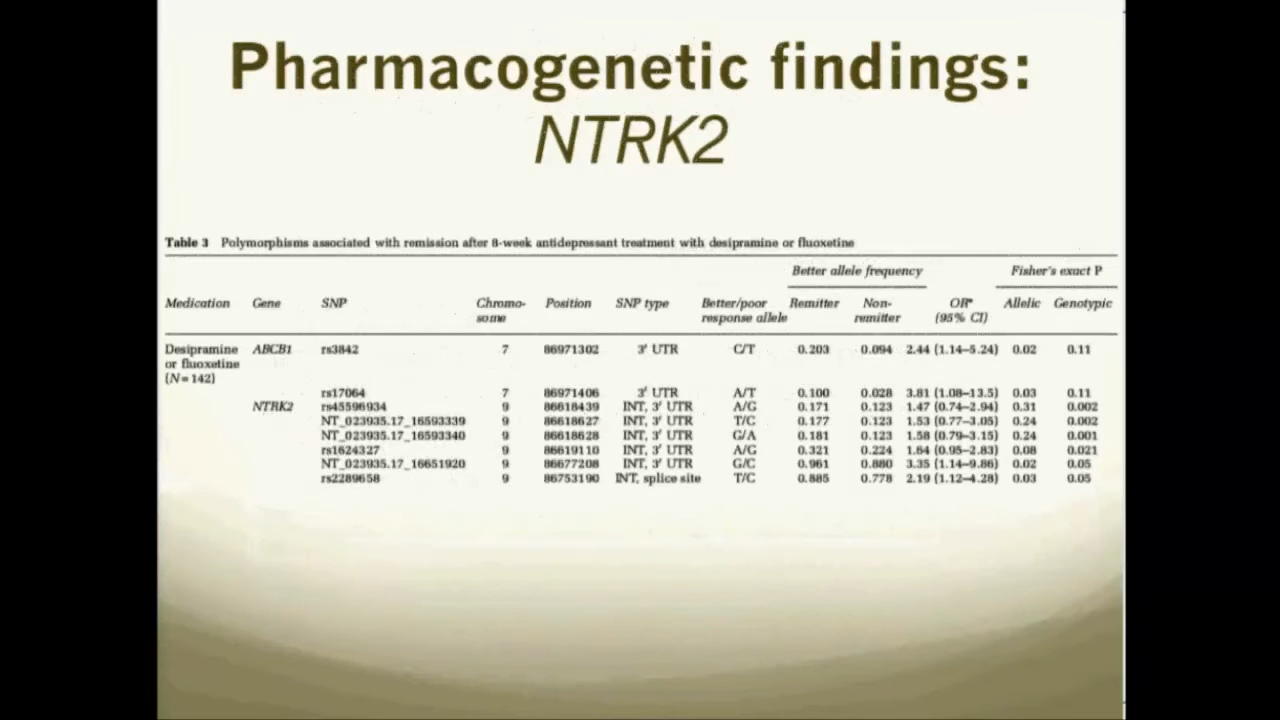 Pharmacogenetic findings:
NTRK2
Table 3 Polymorphisms associated with remission after 8-week antidepressant treatment with desipramine or fluoxetine
Better allele frequency Fisher's exact P
Medication Gene SNP Chromo-some Position SNP type Better/poor response allele Remitter Non-remitter OR* (95% CI) Allelic Genotypic
Desipramine or fluoxetine (N=142) ABCB1 rs3842 7 86971302 3′ UTR C/T 0.203 0.094 2.44 (1.14–5.24) 0.02 0.11
rs17064 7 86971406 3′ UTR A/T 0.100 0.028 3.81 (1.08–13.5) 0.03 0.11
NTRK2 rs45596934 9 86618439 INT, 3′ UTR A/G 0.171 0.123 1.47 (0.74–2.94) 0.31 0.002
NT_023935.17_16593339 9 86618627 INT, 3′ UTR T/C 0.177 0.123 1.53 (0.77–3.05) 0.24 0.002
NT_023935.17_16593340 9 86618628 INT, 3′ UTR G/A 0.181 0.123 1.58 (0.79–3.15) 0.24 0.001
rs1624327 9 86619110 INT, 3′ UTR A/G 0.321 0.224 1.64 (0.95–2.83) 0.08 0.021
NT_023935.17_16651920 9 86677208 INT, 3′ UTR G/C 0.961 0.880 3.35 (1.14–9.86) 0.02 0.05
rs2289658 9 86753190 INT, splice site T/C 0.885 0.778 2.19 (1.12–4.28) 0.03 0.05